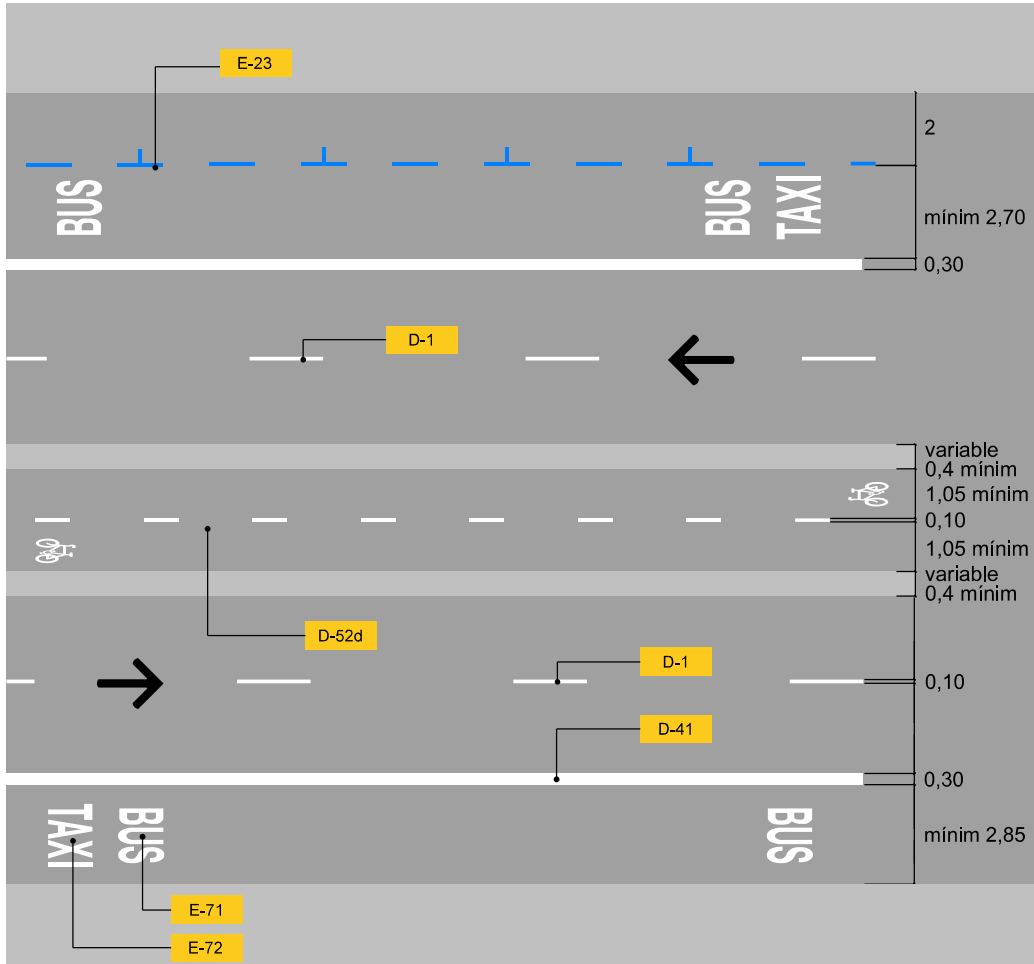 E-23
2
BUS
BUS
TAXI
mínim 2,70
0,30
D-1
variable
0,4 mínim
1,05 mínim
0,10
1,05 mínim
variable
0,4 mínim
D-52d
D-1
0,10
D-41
0,30
TAXI
BUS
BUS
mínim 2,85
E-71
E-72